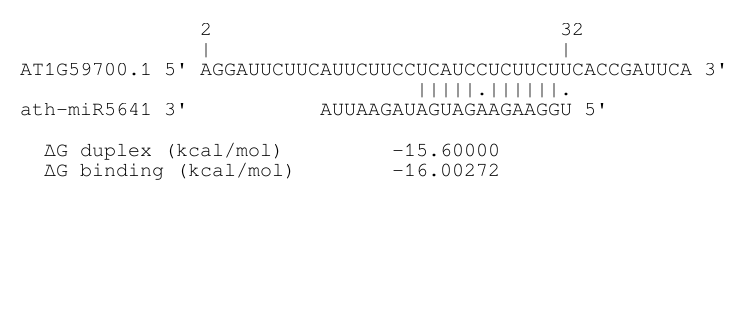 2 32
| |
AT1G59700.1 5' AGGAUUCUUCAUUCUUCCUCAUCCUCUUCUUCACCGAUUCA 3'
|||||.||||||.
ath-miR5641 3' AUUAAGAUAGUAGAAGAAGGU 5'
ΔG duplex (kcal/mol) -15.60000
ΔG binding (kcal/mol) -16.00272